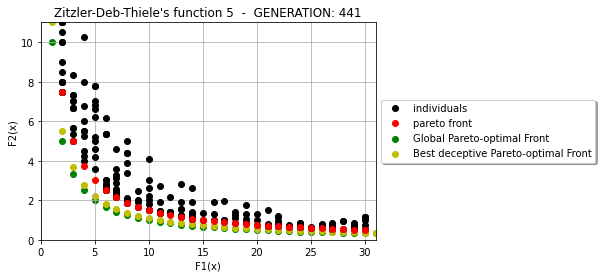 Zitzler-Deb-Thiele's function 5 - GENERATION: 441
10
8
6
4
2
0
F2(x)
0
5
10
15
20
25
30
F1(x)
individuals
pareto front
Global Pareto-optimal Front
Best deceptive Pareto-optimal Front